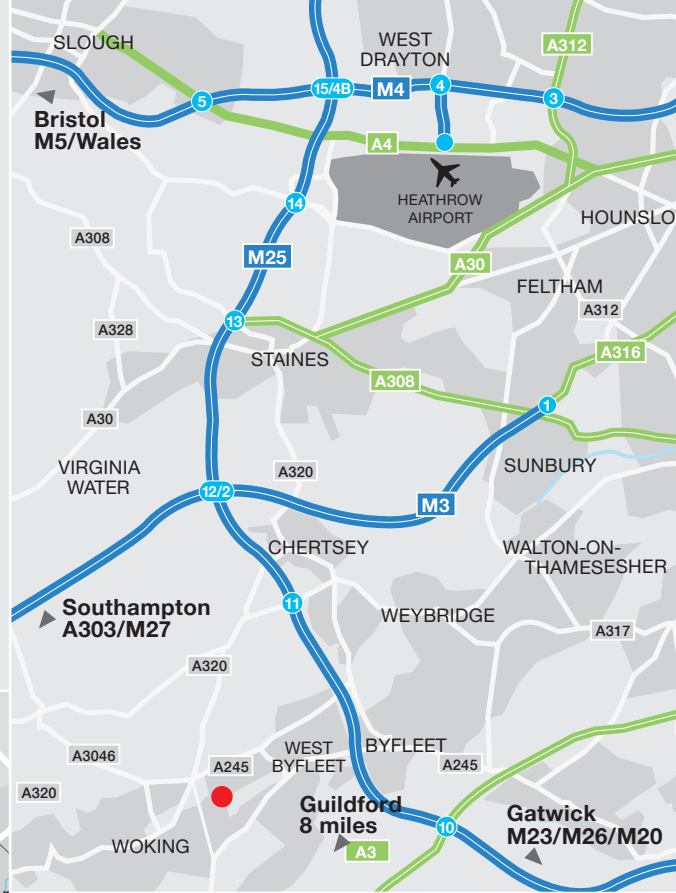 SLOUGH
WEST
DRAYTON
A312
5
15/4B
M4
4
3
Bristol
M5/Wales
A4
HEATHROW
AIRPORT
14
HOUNSLO
A308
M25
A30
FELTHAM
A312
13
A328
STAINES
A316
A308
A30
1
VIRGINIA
WATER
A320
SUNBURY
12/2
M3
CHERTSEY
WALTON-ON-
THAMES
ESHER
11
Southampton
A303/M27
WEYBRIDGE
A317
A320
A3046
WEST
BYFLEET
BYFLEET
A245
A245
A320
Guildford
8 miles
10
Gatwick
M23/M26/M20
WOKING
A3